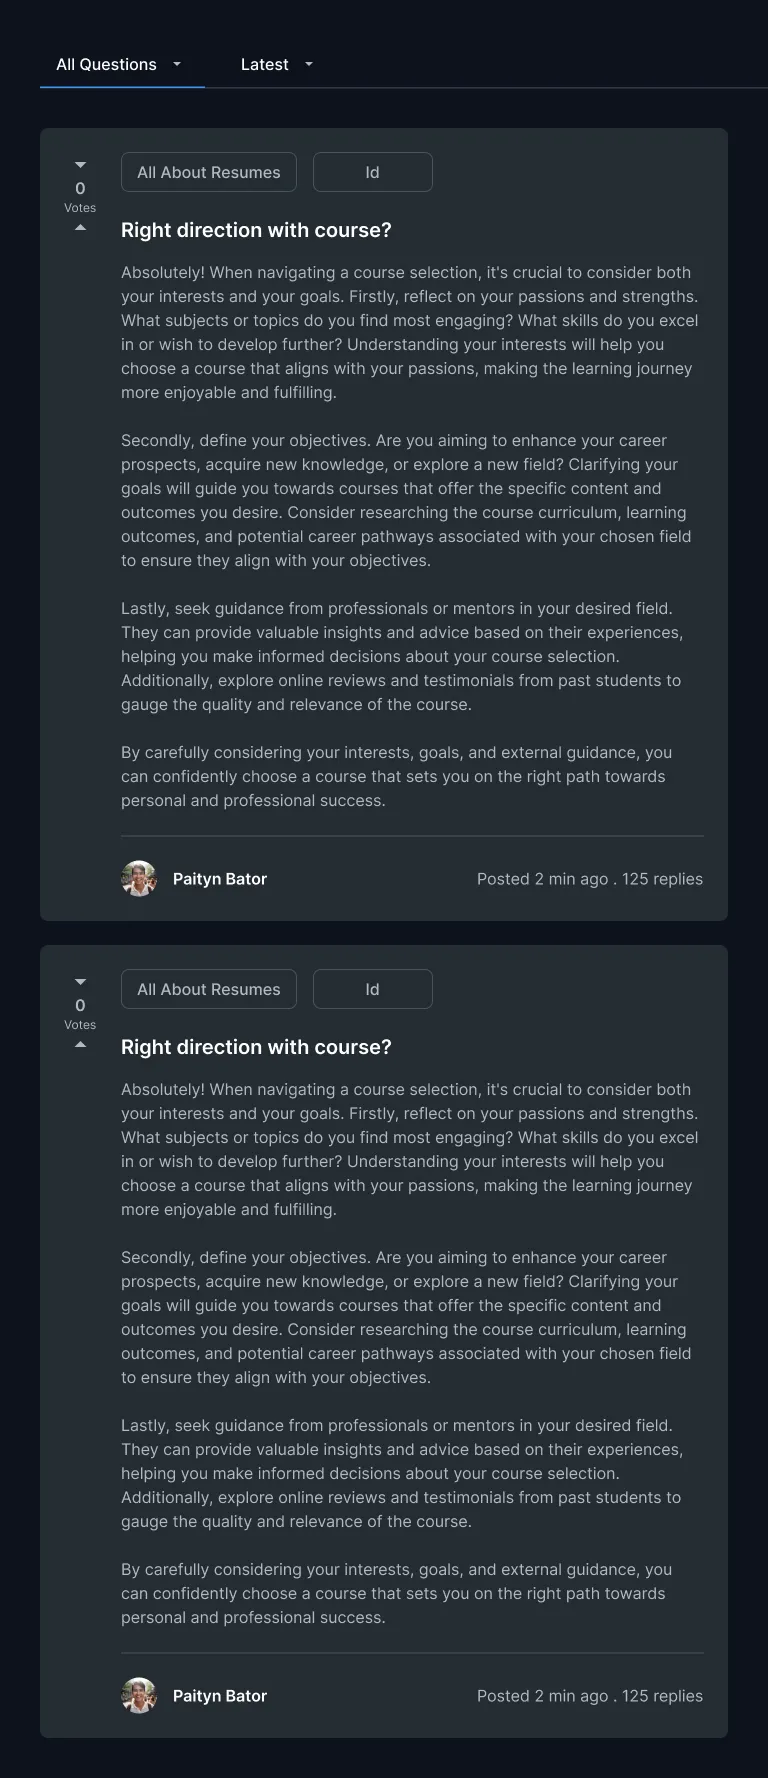 All Questions
Latest
All About Resumes
Id
0
Votes
Right direction with course?
Absolutely! When navigating a course selection, it's crucial to consider both
your interests and your goals. Firstly, reflect on your passions and strengths.
What subjects or topics do you find most engaging? What skills do you excel
in or wish to develop further? Understanding your interests will help you
choose a course that aligns with your passions, making the learning journey
more enjoyable and fulfilling.
Secondly, define your objectives. Are you aiming to enhance your career
prospects, acquire new knowledge, or explore a new field? Clarifying your
goals will guide you towards courses that offer the specific content and
outcomes you desire. Consider researching the course curriculum, learning
outcomes, and potential career pathways associated with your chosen field
to ensure they align with your objectives.
Lastly, seek guidance from professionals or mentors in your desired field.
They can provide valuable insights and advice based on their experiences,
helping you make informed decisions about your course selection.
Additionally, explore online reviews and testimonials from past students to
gauge the quality and relevance of the course.
By carefully considering your interests, goals, and external guidance, you
can confidently choose a course that sets you on the right path towards
personal and professional success.
Paityn Bator
Posted 2 min ago . 125 replies
All About Resumes
Id
0
Votes
Right direction with course?
Absolutely! When navigating a course selection, it's crucial to consider both
your interests and your goals. Firstly, reflect on your passions and strengths.
What subjects or topics do you find most engaging? What skills do you excel
in or wish to develop further? Understanding your interests will help you
choose a course that aligns with your passions, making the learning journey
more enjoyable and fulfilling.
Secondly, define your objectives. Are you aiming to enhance your career
prospects, acquire new knowledge, or explore a new field? Clarifying your
goals will guide you towards courses that offer the specific content and
outcomes you desire. Consider researching the course curriculum, learning
outcomes, and potential career pathways associated with your chosen field
to ensure they align with your objectives.
Lastly, seek guidance from professionals or mentors in your desired field.
They can provide valuable insights and advice based on their experiences,
helping you make informed decisions about your course selection.
Additionally, explore online reviews and testimonials from past students to
gauge the quality and relevance of the course.
By carefully considering your interests, goals, and external guidance, you
can confidently choose a course that sets you on the right path towards
personal and professional success.
Paityn Bator
Posted 2 min ago . 125 replies